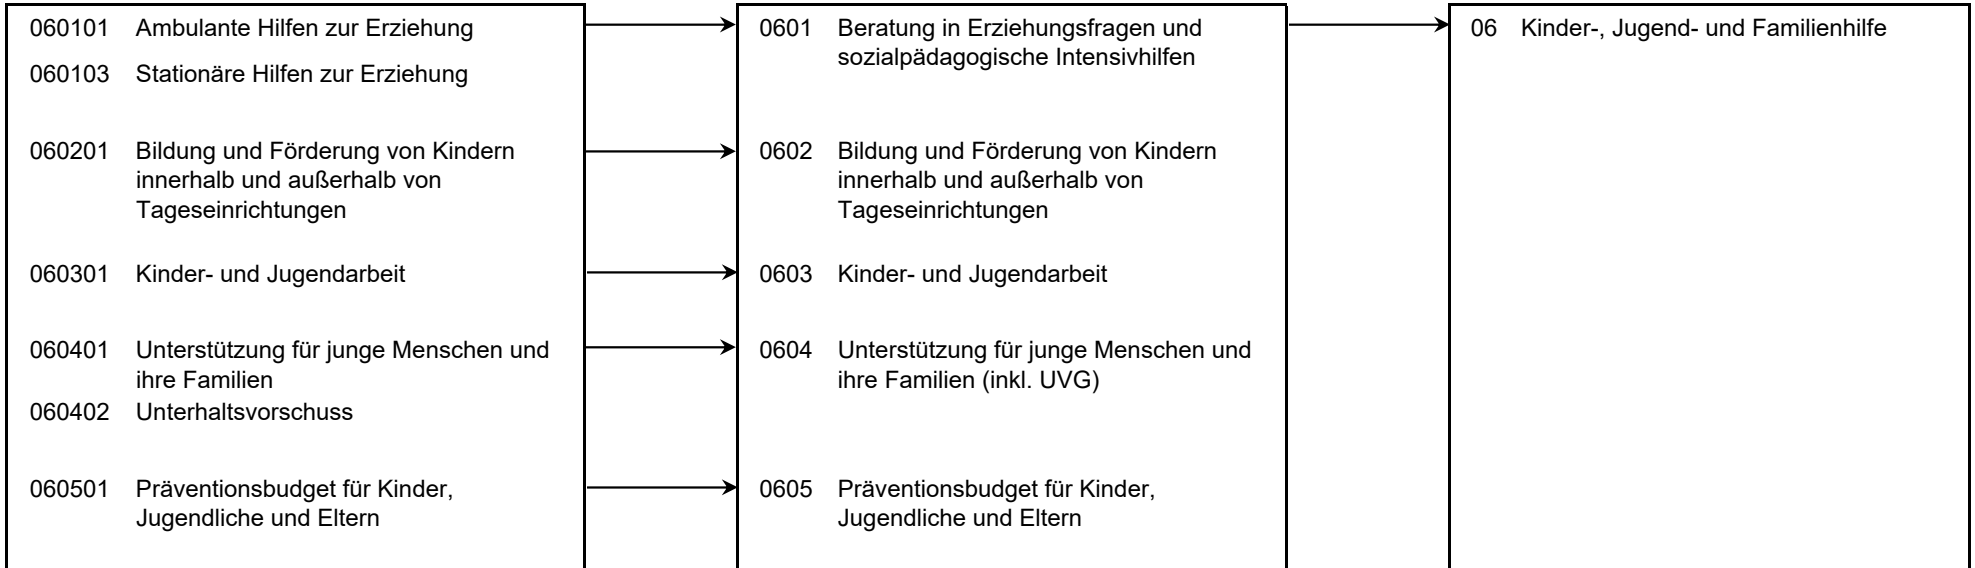 060101 Ambulante Hilfen zur Erziehung
060103 Stationäre Hilfen zur Erziehung
060201 Bildung und Förderung von Kindern
innerhalb und außerhalb von
Tageseinrichtungen
060301 Kinder- und Jugendarbeit
060401 Unterstützung für junge Menschen und
ihre Familien
060402 Unterhaltsvorschuss
060501 Präventionsbudget für Kinder,
Jugendliche und Eltern
0601 Beratung in Erziehungsfragen und
sozialpädagogische Intensivhilfen
0602 Bildung und Förderung von Kindern
innerhalb und außerhalb von
Tageseinrichtungen
0603 Kinder- und Jugendarbeit
0604 Unterstützung für junge Menschen und
ihre Familien (inkl. UVG)
0605 Präventionsbudget für Kinder,
Jugendliche und Eltern
06 Kinder-, Jugend- und Familienhilfe